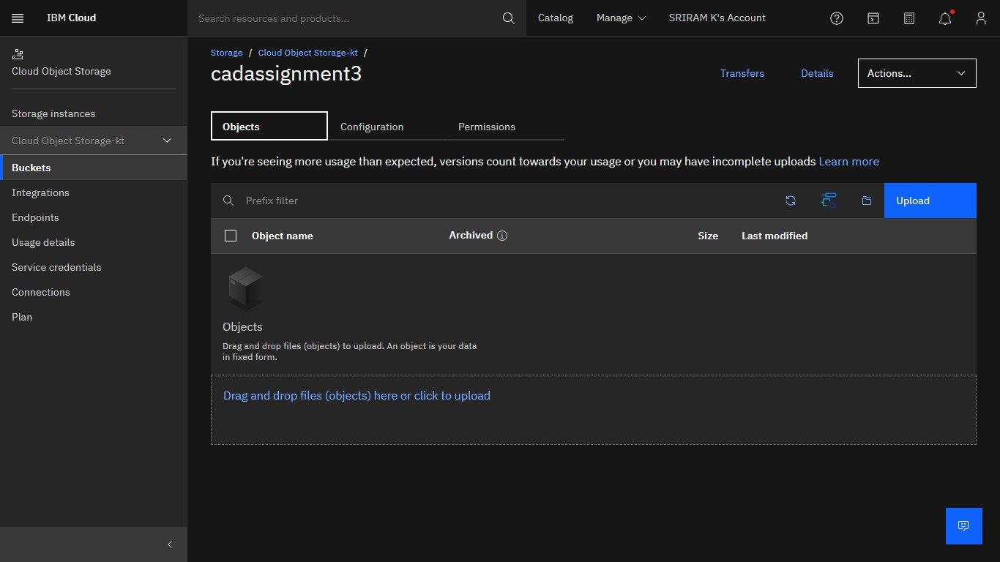 IBM Cloud
Search resources and products...
Catalog
Manage
SRIRAM K's Account
Cloud Object Storage
Storage instances
Cloud Object Storage-kt
Buckets
Integrations
Endpoints
Usage details
Service credentials
Connections
Plan
Storage / Cloud Object Storage-kt /
cadassignment3
Transfers
Details
Actions...
Objects
Configuration
Permissions
If you're seeing more usage than expected, versions count towards your usage or you may have incomplete uploads Learn more
Prefix filter
Upload
Object name
Archived
Size
Last modified
Objects
Drag and drop files (objects) to upload. An object is your data
in fixed form.
Drag and drop files (objects) here or click to upload